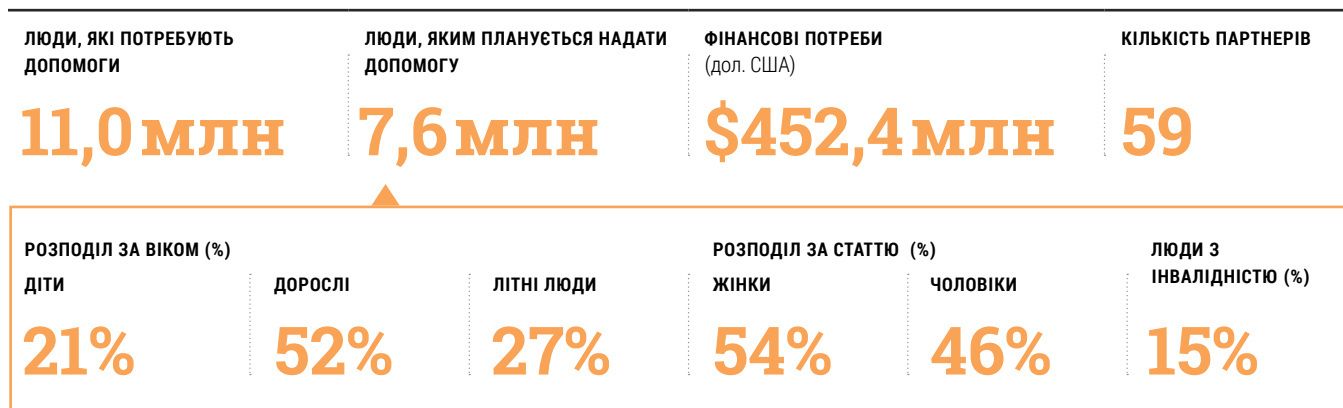 ЛЮДИ, ЯКІ ПОТРЕБУЮТЬ
ДОПОМОГИ
11,0 млн
ЛЮДИ, ЯКИМ ПЛАНУЄТЬСЯ НАДАТИ
ДОПОМОГУ
7,6 млн
ФІНАНСОВІ ПОТРЕБИ
(дол. США)
$452,4 млн
КІЛЬКІСТЬ ПАРТНЕРІВ
59
РОЗПОДІЛ ЗА ВІКОМ (%)
ДІТИ
21%
ДОРОСЛІ
52%
ЛІТНІ ЛЮДИ
27%
РОЗПОДІЛ ЗА СТАТТЮ (%)
ЖІНКИ
54%
ЧОЛОВІКИ
46%
ЛЮДИ З
ІНВАЛІДНІСТЮ (%)
15%